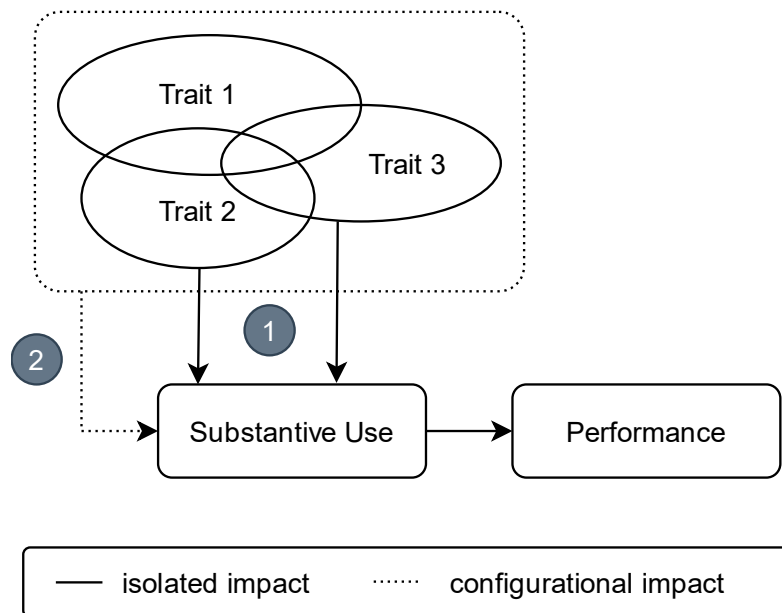 Trait 1
Trait 3
Trait 2
1
2
Substantive Use
Performance
isolated impact
configurational impact